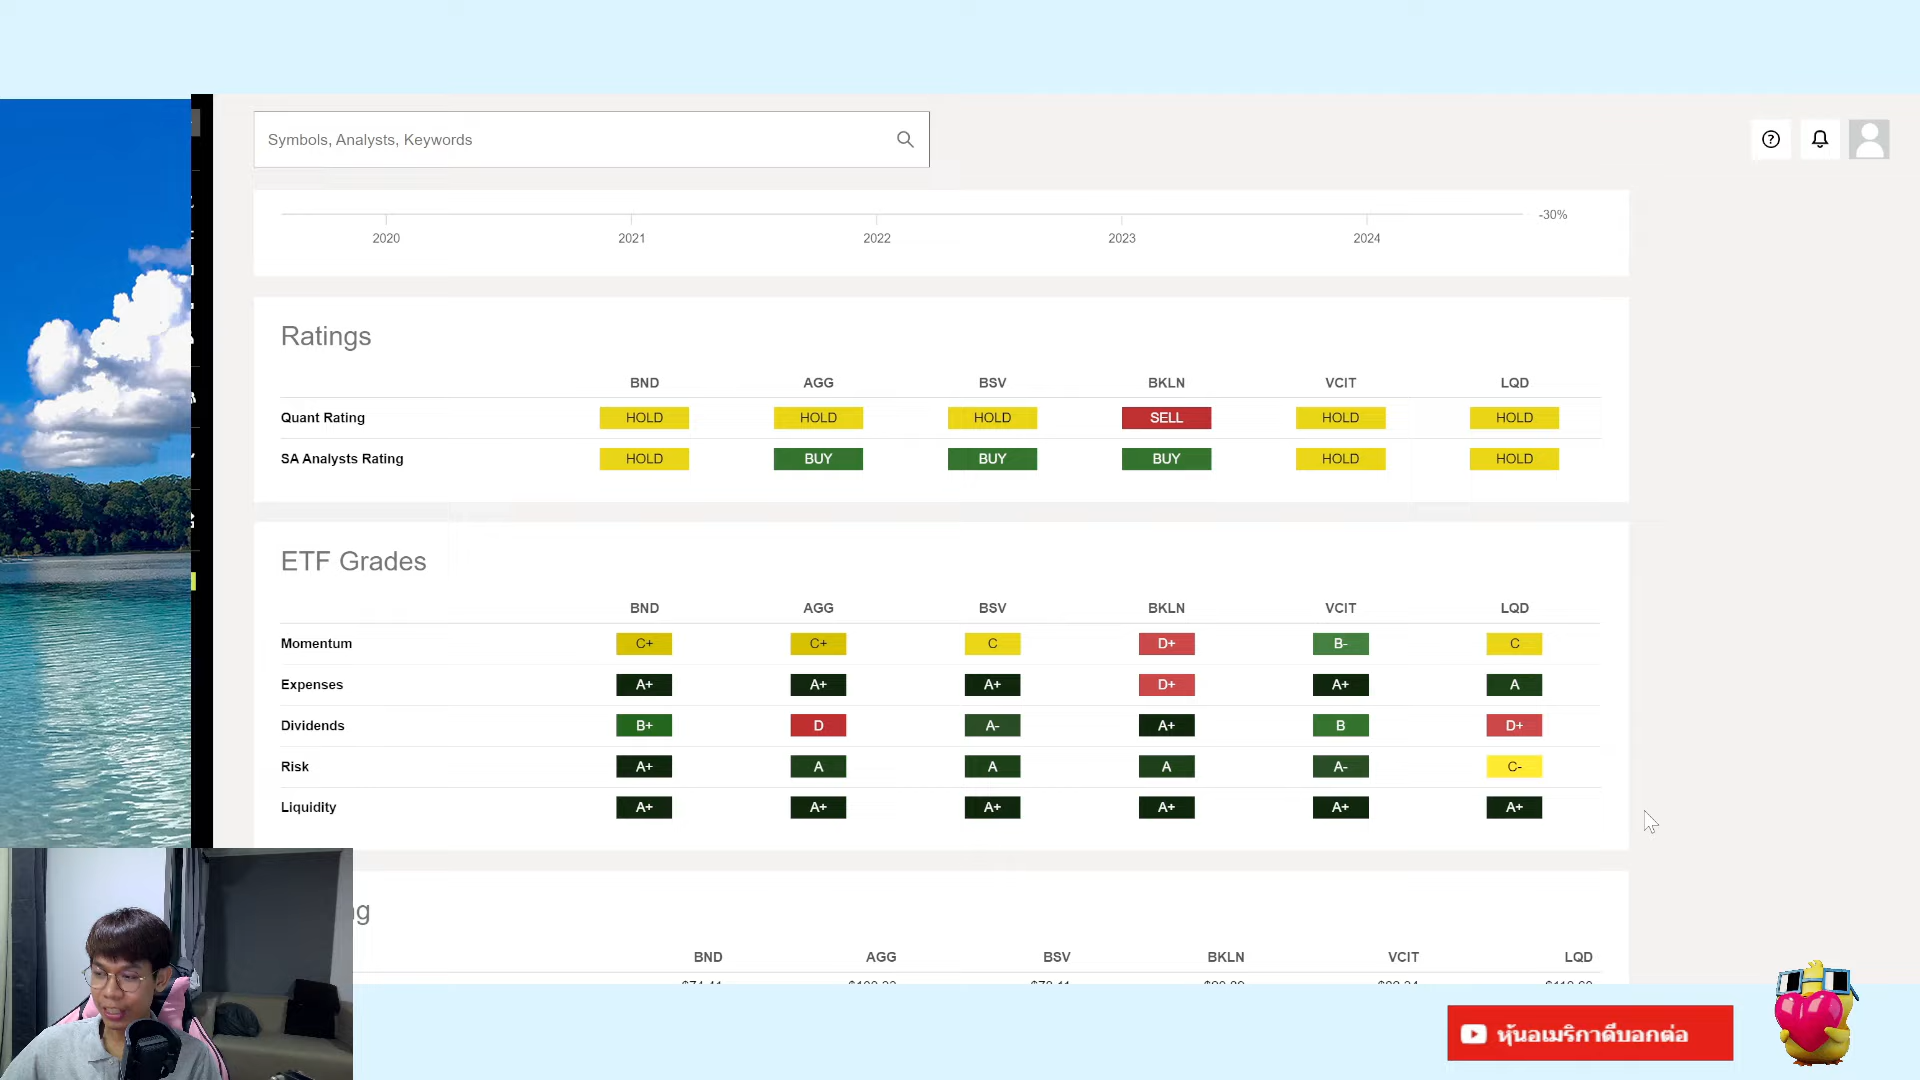 Symbols, Analysts, Keywords
-30%
2020 2021 2022 2023 2024
Ratings
BND AGG BSV BKLN VCIT LQD
Quant Rating HOLD HOLD HOLD SELL HOLD HOLD
SA Analysts Rating HOLD BUY BUY BUY HOLD HOLD
ETF Grades
BND AGG BSV BKLN VCIT LQD
Momentum C+ C+ C D+ B- C
Expenses A+ A+ A+ D+ A+ A
Dividends B+ D A- A+ B D+
Risk A+ A A A A- C-
Liquidity A+ A+ A+ A+ A+ A+
BND AGG BSV BKLN VCIT LQD
หุ้นอเมริกาดีบอกต่อ